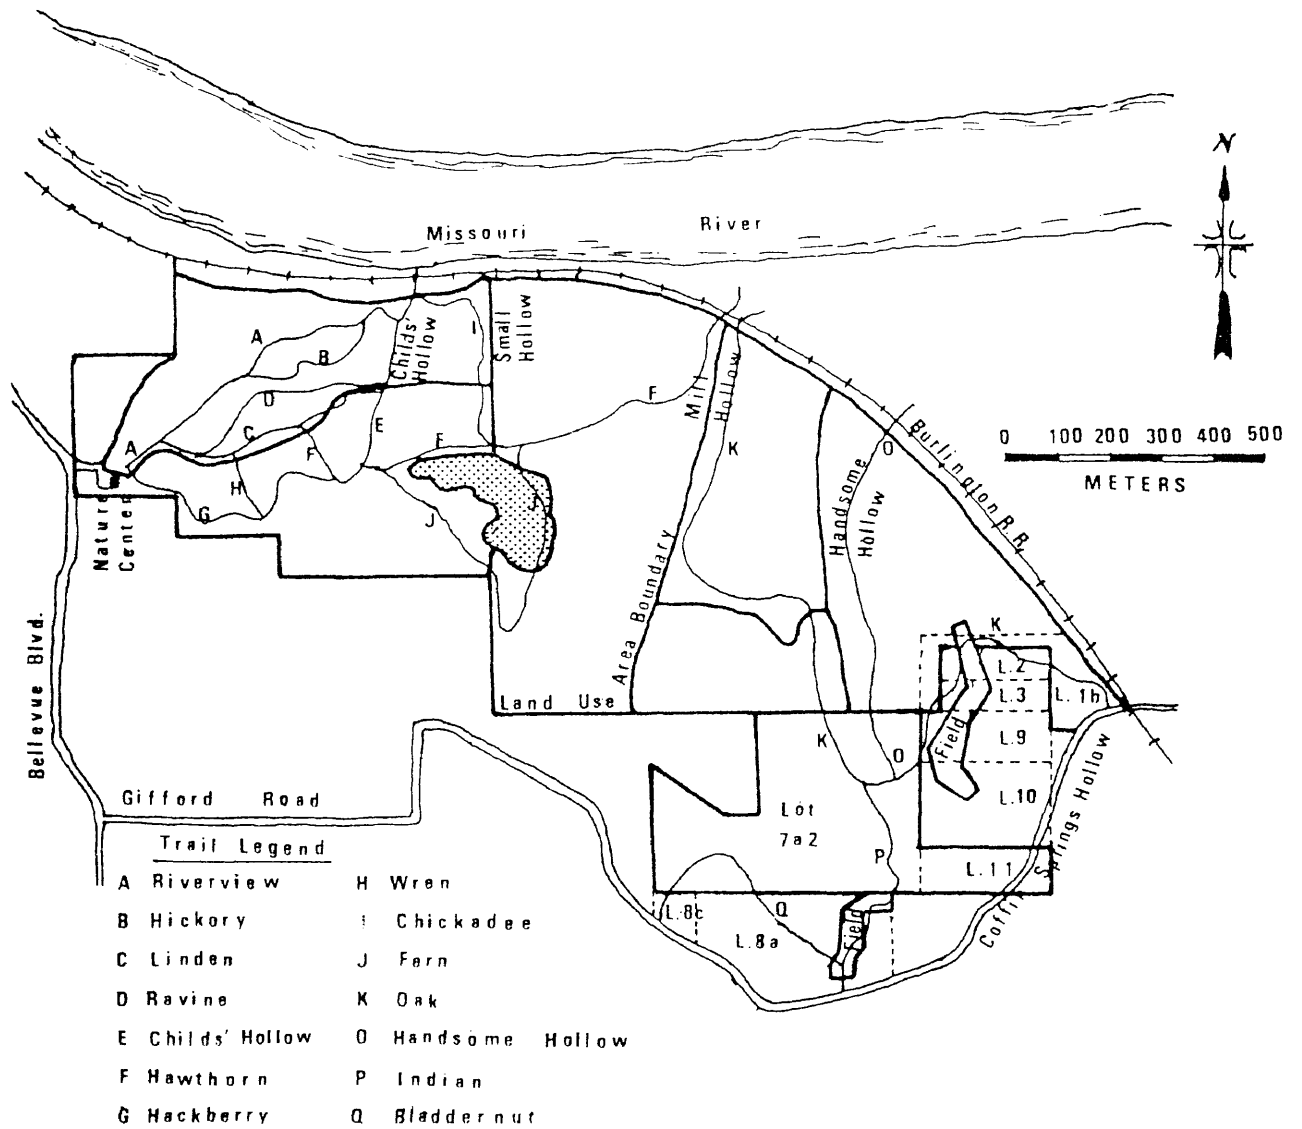 N
Missouri River
A
B
Childs'
Hollow
I
Small
Hollow
D
C
A
E
F
F
F
H
G
J
J
Mill
Hollow
K
Handsome
Hollow
O
Burlington R.R.
0 100 200 300 400 500
METERS
Nature
Center
Bellevue Blvd.
Area Boundary
Land Use
K
L.2
L.3
L.1b
L.9
L.10
L.11
Field
K
O
Lot
7a2
P
Springs Hollow
Coffin
L.8c
Q
L.8a
Field
Gifford Road
Trail Legend
A Riverview
B Hickory
C Linden
D Ravine
E Childs' Hollow
F Hawthorn
G Hackberry
H Wren
I Chickadee
J Fern
K Oak
O Handsome Hollow
P Indian
Q Bladdernut